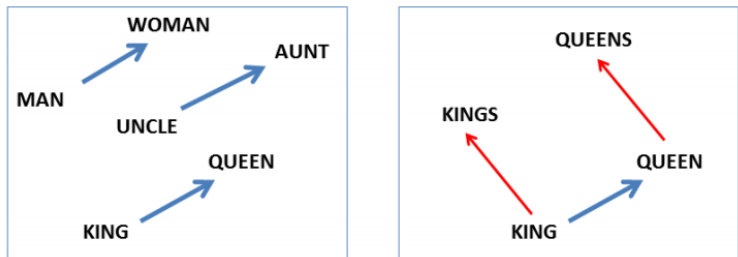 WOMAN
AUNT
MAN
UNCLE
QUEEN
KING
QUEENS
KINGS
QUEEN
KING